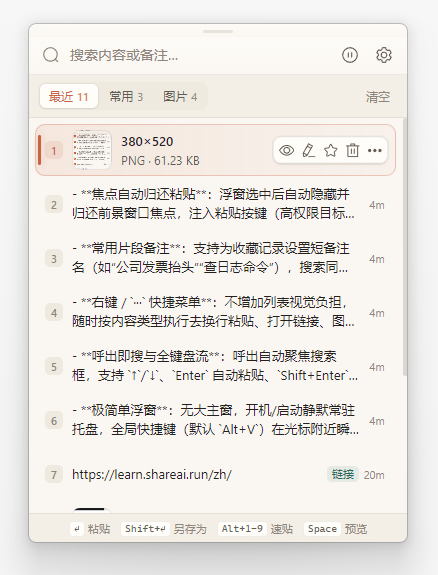 搜索内容或备注...
最近 11 常用 3 图片 4 清空
1 380×520
PNG · 61.23 KB
2 - **焦点自动归还粘贴**：浮窗选中后自动隐藏并
归还前景窗口焦点，注入粘贴按键（高权限目标... 4m
3 - **常用片段备注**：支持为收藏记录设置短备注
名（如“公司发票抬头”“查日志命令”），搜索同... 4m
4 - **右键 / `···` 快捷菜单**：不增加列表视觉负担，
随时按内容类型执行去换行粘贴、打开链接、图... 4m
5 - **呼出即搜与全键盘流**：呼出自动聚焦搜索
框，支持 `↑`/`↓`、`Enter` 自动粘贴、`Shift+Enter`... 4m
6 - **极简单浮窗**：无大主窗，开机/启动静默常驻
托盘，全局快捷键（默认 `Alt+V`）在光标附近瞬... 4m
7 https://learn.shareai.run/zh/ 链接 20m
↵ 粘贴 Shift+↵ 另存为 Alt+1-9 速贴 Space 预览